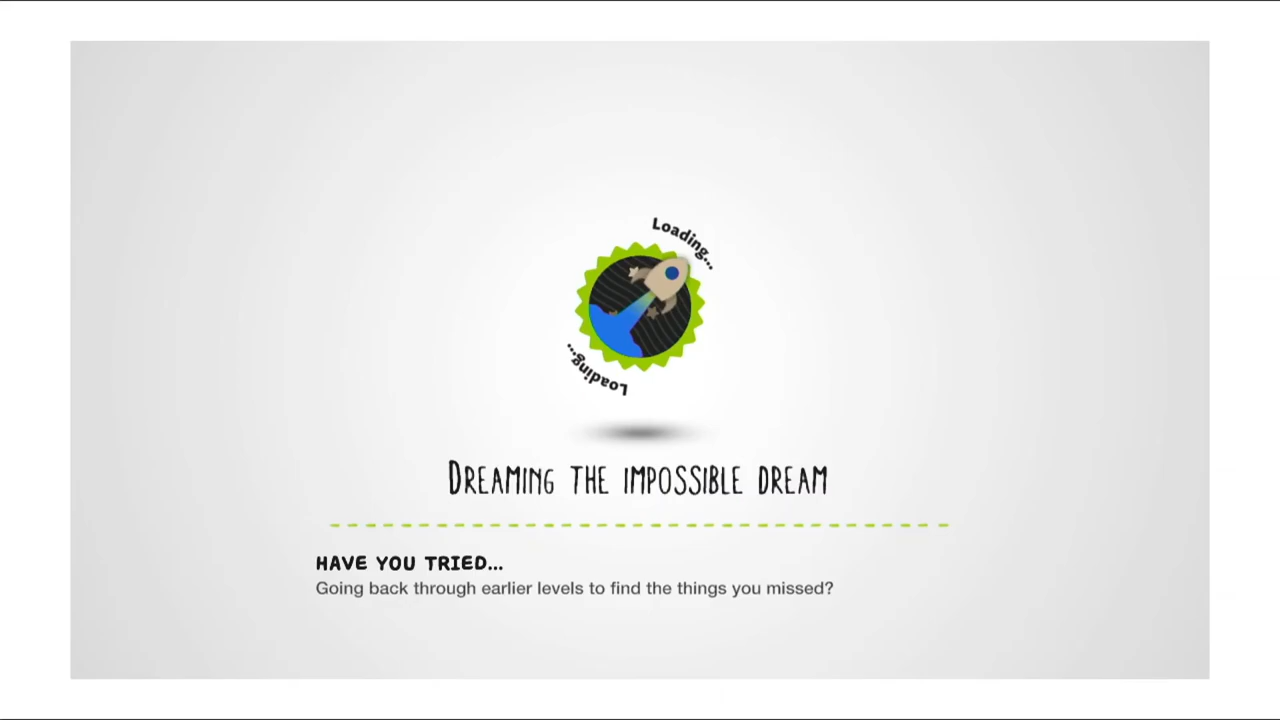 Loading...
Loading...
Dreaming the impossible dream
HAVE YOU TRIED...
Going back through earlier levels to find the things you missed?